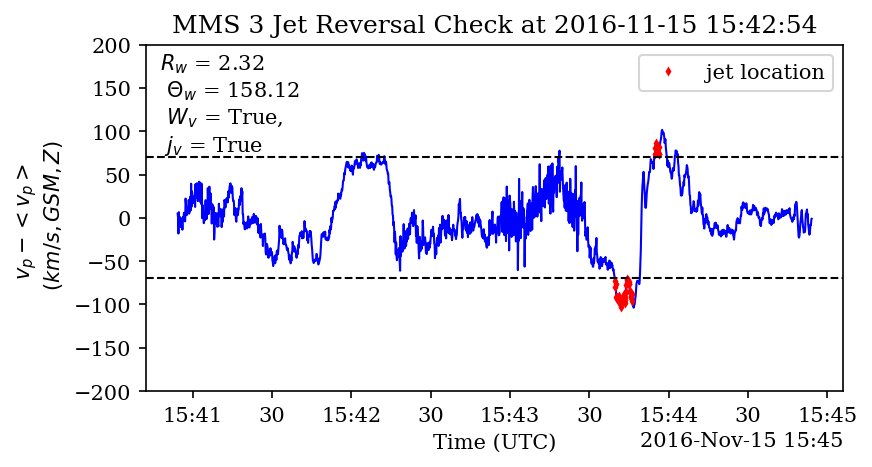 MMS 3 Jet Reversal Check at 2016-11-15 15:42:54
R_w = 2.32
Θ_w = 158.12
W_v = True,
j_v = True
jet location
v_p − < v_p >
(km/s, GSM, Z)
200
150
100
50
0
−50
−100
−150
−200
15:41 30 15:42 30 15:43 30 15:44 30 15:45
Time (UTC) 2016-Nov-15 15:45